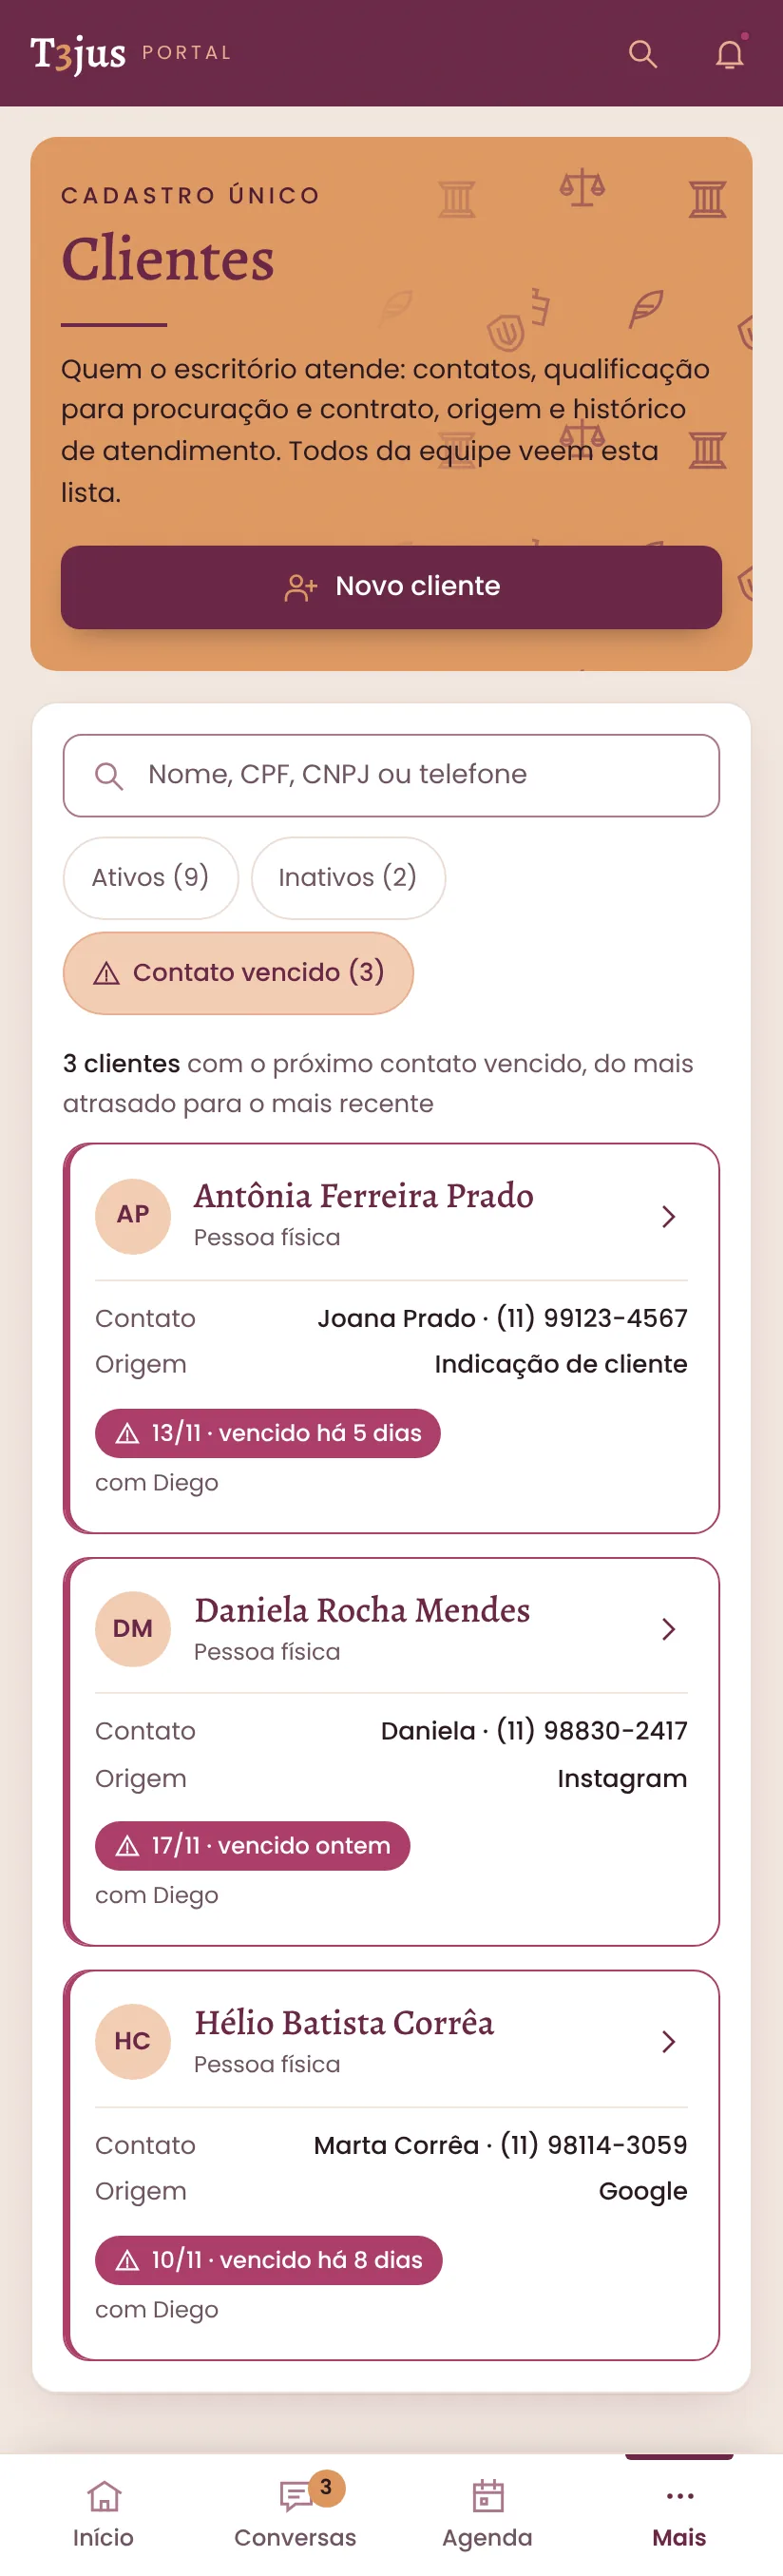 T3jus PORTAL
CADASTRO ÚNICO
Clientes
Quem o escritório atende: contatos, qualificação
para procuração e contrato, origem e histórico
de atendimento. Todos da equipe veem esta
lista.
Novo cliente
Nome, CPF, CNPJ ou telefone
Ativos (9) Inativos (2)
Contato vencido (3)
3 clientes com o próximo contato vencido, do mais
atrasado para o mais recente
AP Antônia Ferreira Prado
Pessoa física
Contato Joana Prado · (11) 99123-4567
Origem Indicação de cliente
13/11 · vencido há 5 dias
com Diego
DM Daniela Rocha Mendes
Pessoa física
Contato Daniela · (11) 98830-2417
Origem Instagram
17/11 · vencido ontem
com Diego
HC Hélio Batista Corrêa
Pessoa física
Contato Marta Corrêa · (11) 98114-3059
Origem Google
10/11 · vencido há 8 dias
com Diego
3
Início Conversas Agenda Mais